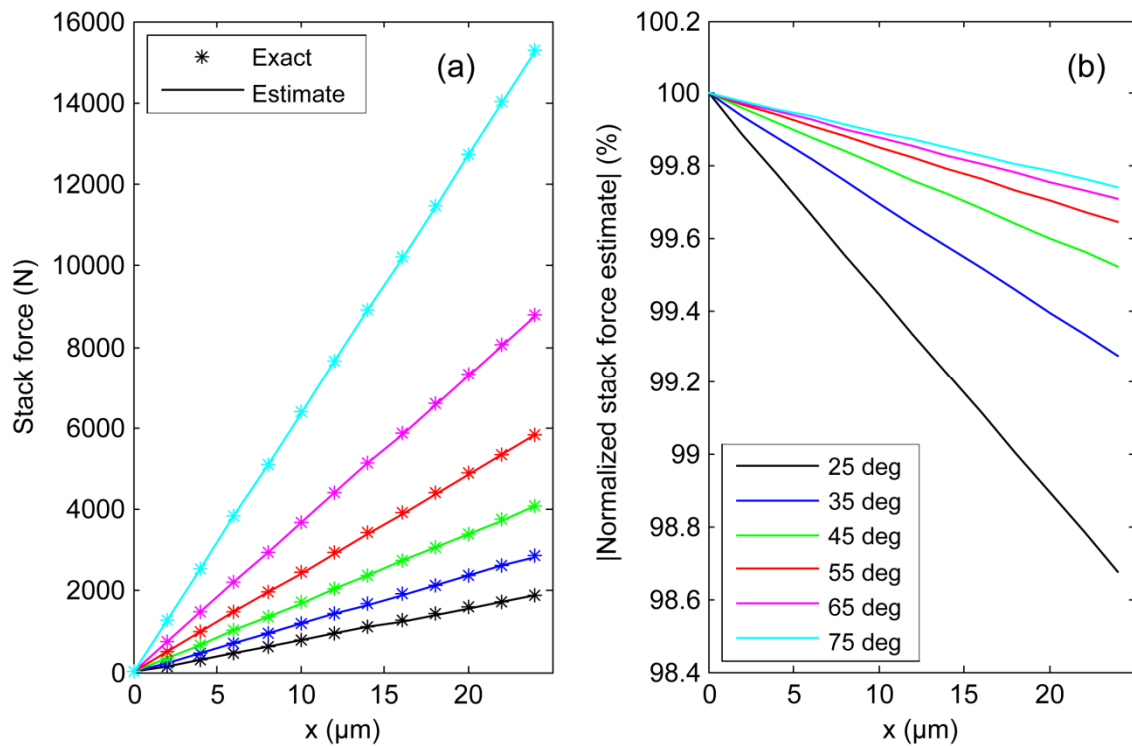 16000
14000
12000
10000
8000
6000
4000
2000
0
Stack force (N)
Exact
Estimate
(a)
0 5 10 15 20
x (μm)
100.2
100
99.8
99.6
99.4
99.2
99
98.8
98.6
98.4
|Normalized stack force estimate| (%)
(b)
25 deg
35 deg
45 deg
55 deg
65 deg
75 deg
0 5 10 15 20
x (μm)